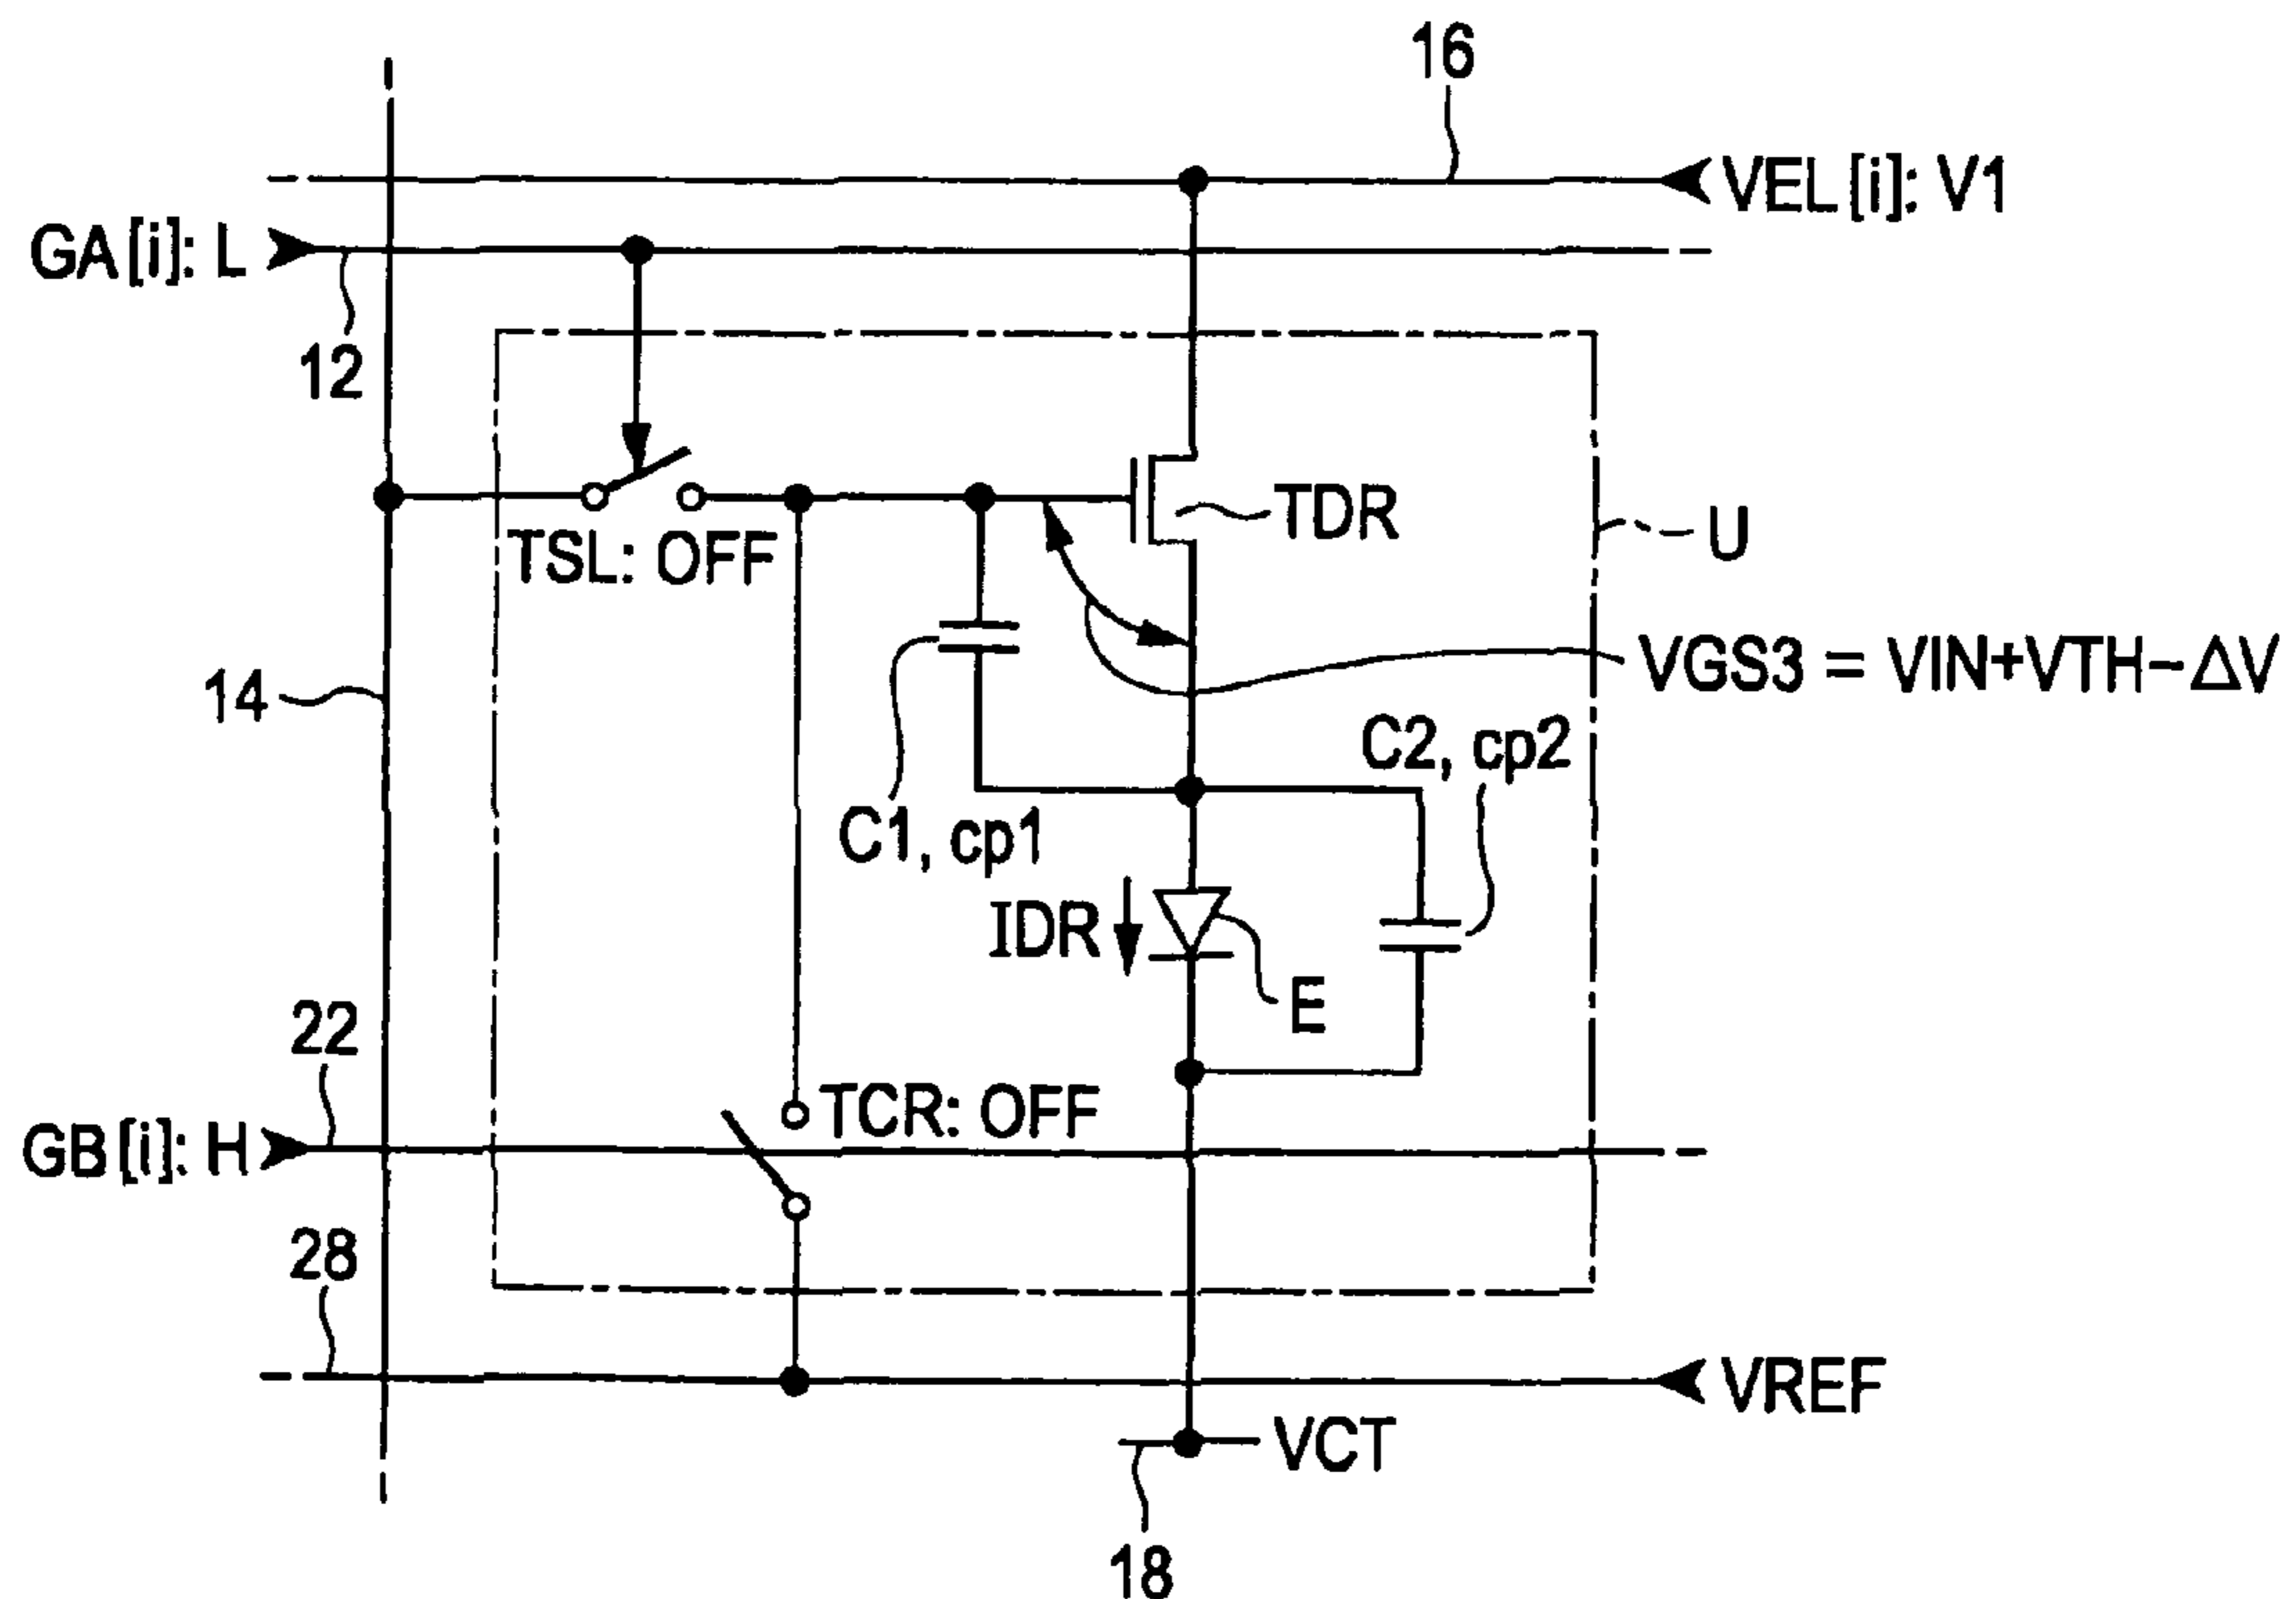 16
VEL[i]: V1
GA[i]: L
12
TDR
U
TSL: OFF
VGS3 = VIN+VTH−ΔV
14
C2, cp2
C1, cp1
IDR
E
22
TCR: OFF
GB[i]: H
28
VREF
VCT
18